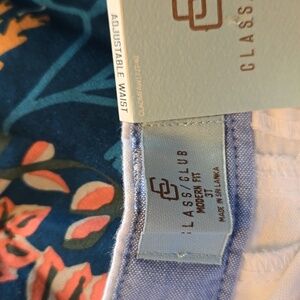 ADJUSTABLE WAIST
CLASS/
CLASS/CLUB
MODERN FIT
3T
MADE IN SRI LANKA